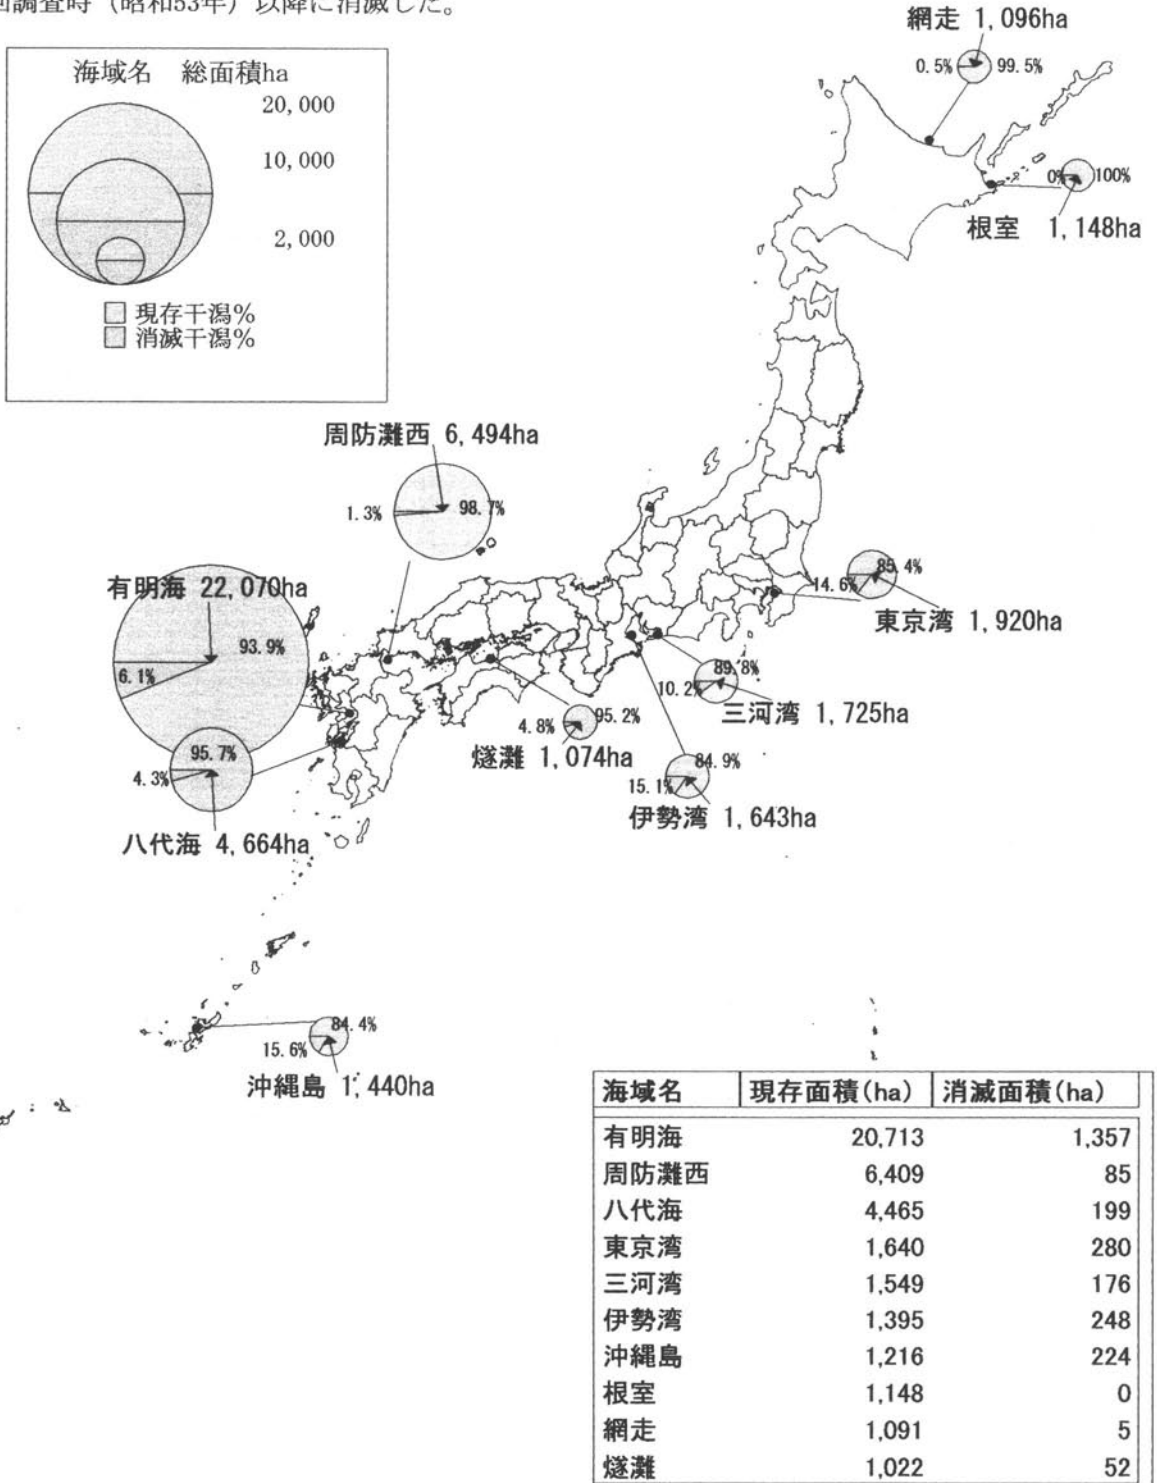 回調査時（昭和53年）以降に消滅した。
海域名　総面積ha
20,000
10,000
2,000
現存干潟%
消滅干潟%
網走 1,096ha
0.5% 99.5%
0% 100%
根室 1,148ha
周防灘西 6,494ha
1.3% 98.7%
有明海 22,070ha
93.9%
6.1%
85.4%
14.6%
東京湾 1,920ha
89.8%
10.2%
三河湾 1,725ha
95.2%
4.8%
燧灘 1,074ha
84.9%
15.1%
伊勢湾 1,643ha
95.7%
4.3%
八代海 4,664ha
84.4%
15.6%
沖縄島 1,440ha
海域名 現存面積(ha) 消滅面積(ha)
有明海 20,713 1,357
周防灘西 6,409 85
八代海 4,465 199
東京湾 1,640 280
三河湾 1,549 176
伊勢湾 1,395 248
沖縄島 1,216 224
根室 1,148 0
網走 1,091 5
燧灘 1,022 52